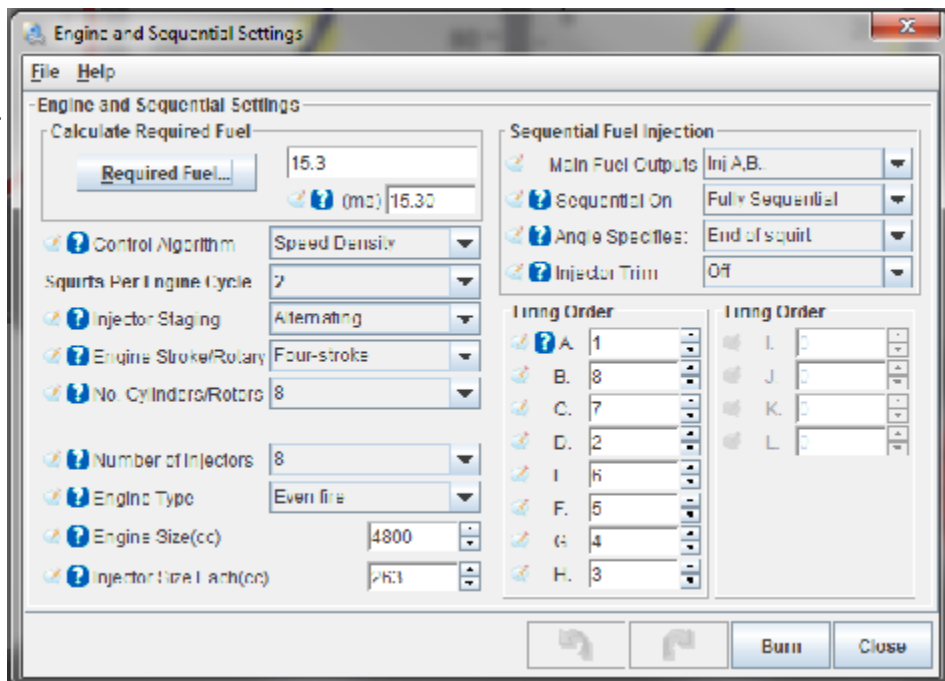 Engine and Sequential Settings
File Help
Engine and Sequential Settings
Calculate Required Fuel
Required Fuel...
15.3
(ms) 15.30
Control Algorithm Speed Density
Squirts Per Engine Cycle 2
Injector Staging Alternating
Engine Stroke/Rotary Four-stroke
No. Cylinders/Rotors 8
Number of Injectors 8
Engine Type Even fire
Engine Size(cc) 4800
Injector Size Each(cc) 263
Sequential Fuel Injection
Main Fuel Outputs Inj A,B..
Sequential On Fully Sequential
Angle Specifies: End of squirt
Injector Trim Off
Firing Order
A. 1
B. 8
C. 7
D. 2
E 6
F. 5
G 4
H. 3
Firing Order
I. 0
J. 0
K. 0
L. 0
Burn Close